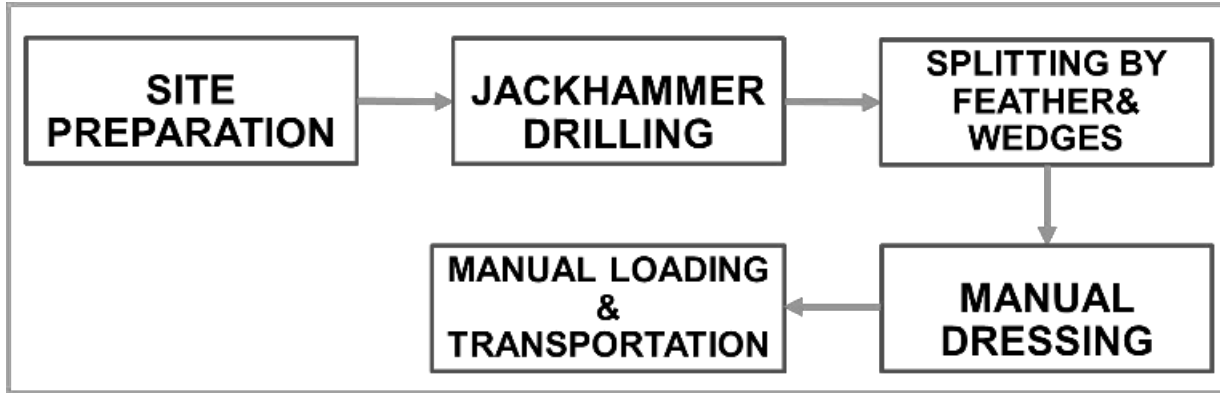 SITE
PREPARATION
JACKHAMMER
DRILLING
SPLITTING BY
FEATHER&
WEDGES
MANUAL
DRESSING
MANUAL LOADING
&
TRANSPORTATION